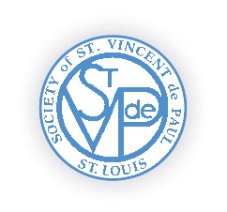 SOCIETY of ST. VINCENT de PAUL
ST
V P de
ST. LOUIS